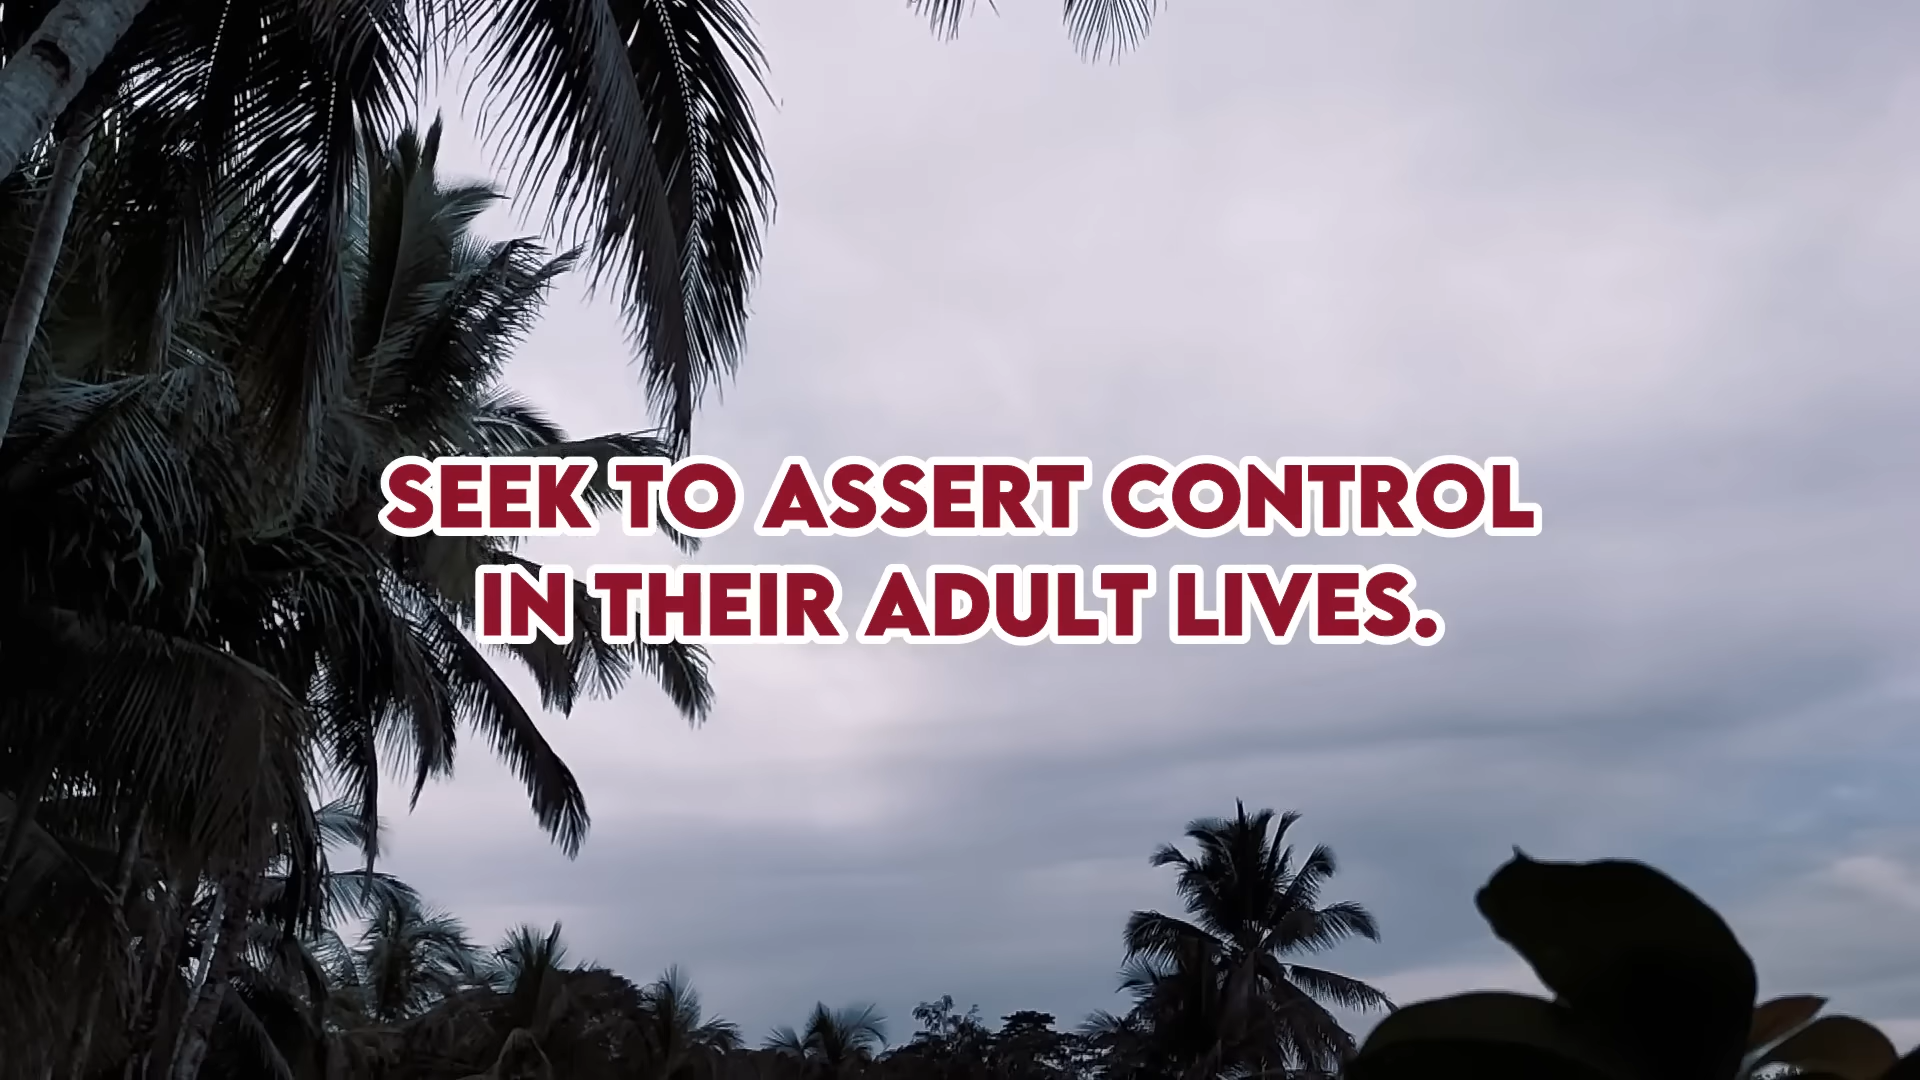 SEEK TO ASSERT CONTROL
IN THEIR ADULT LIVES.